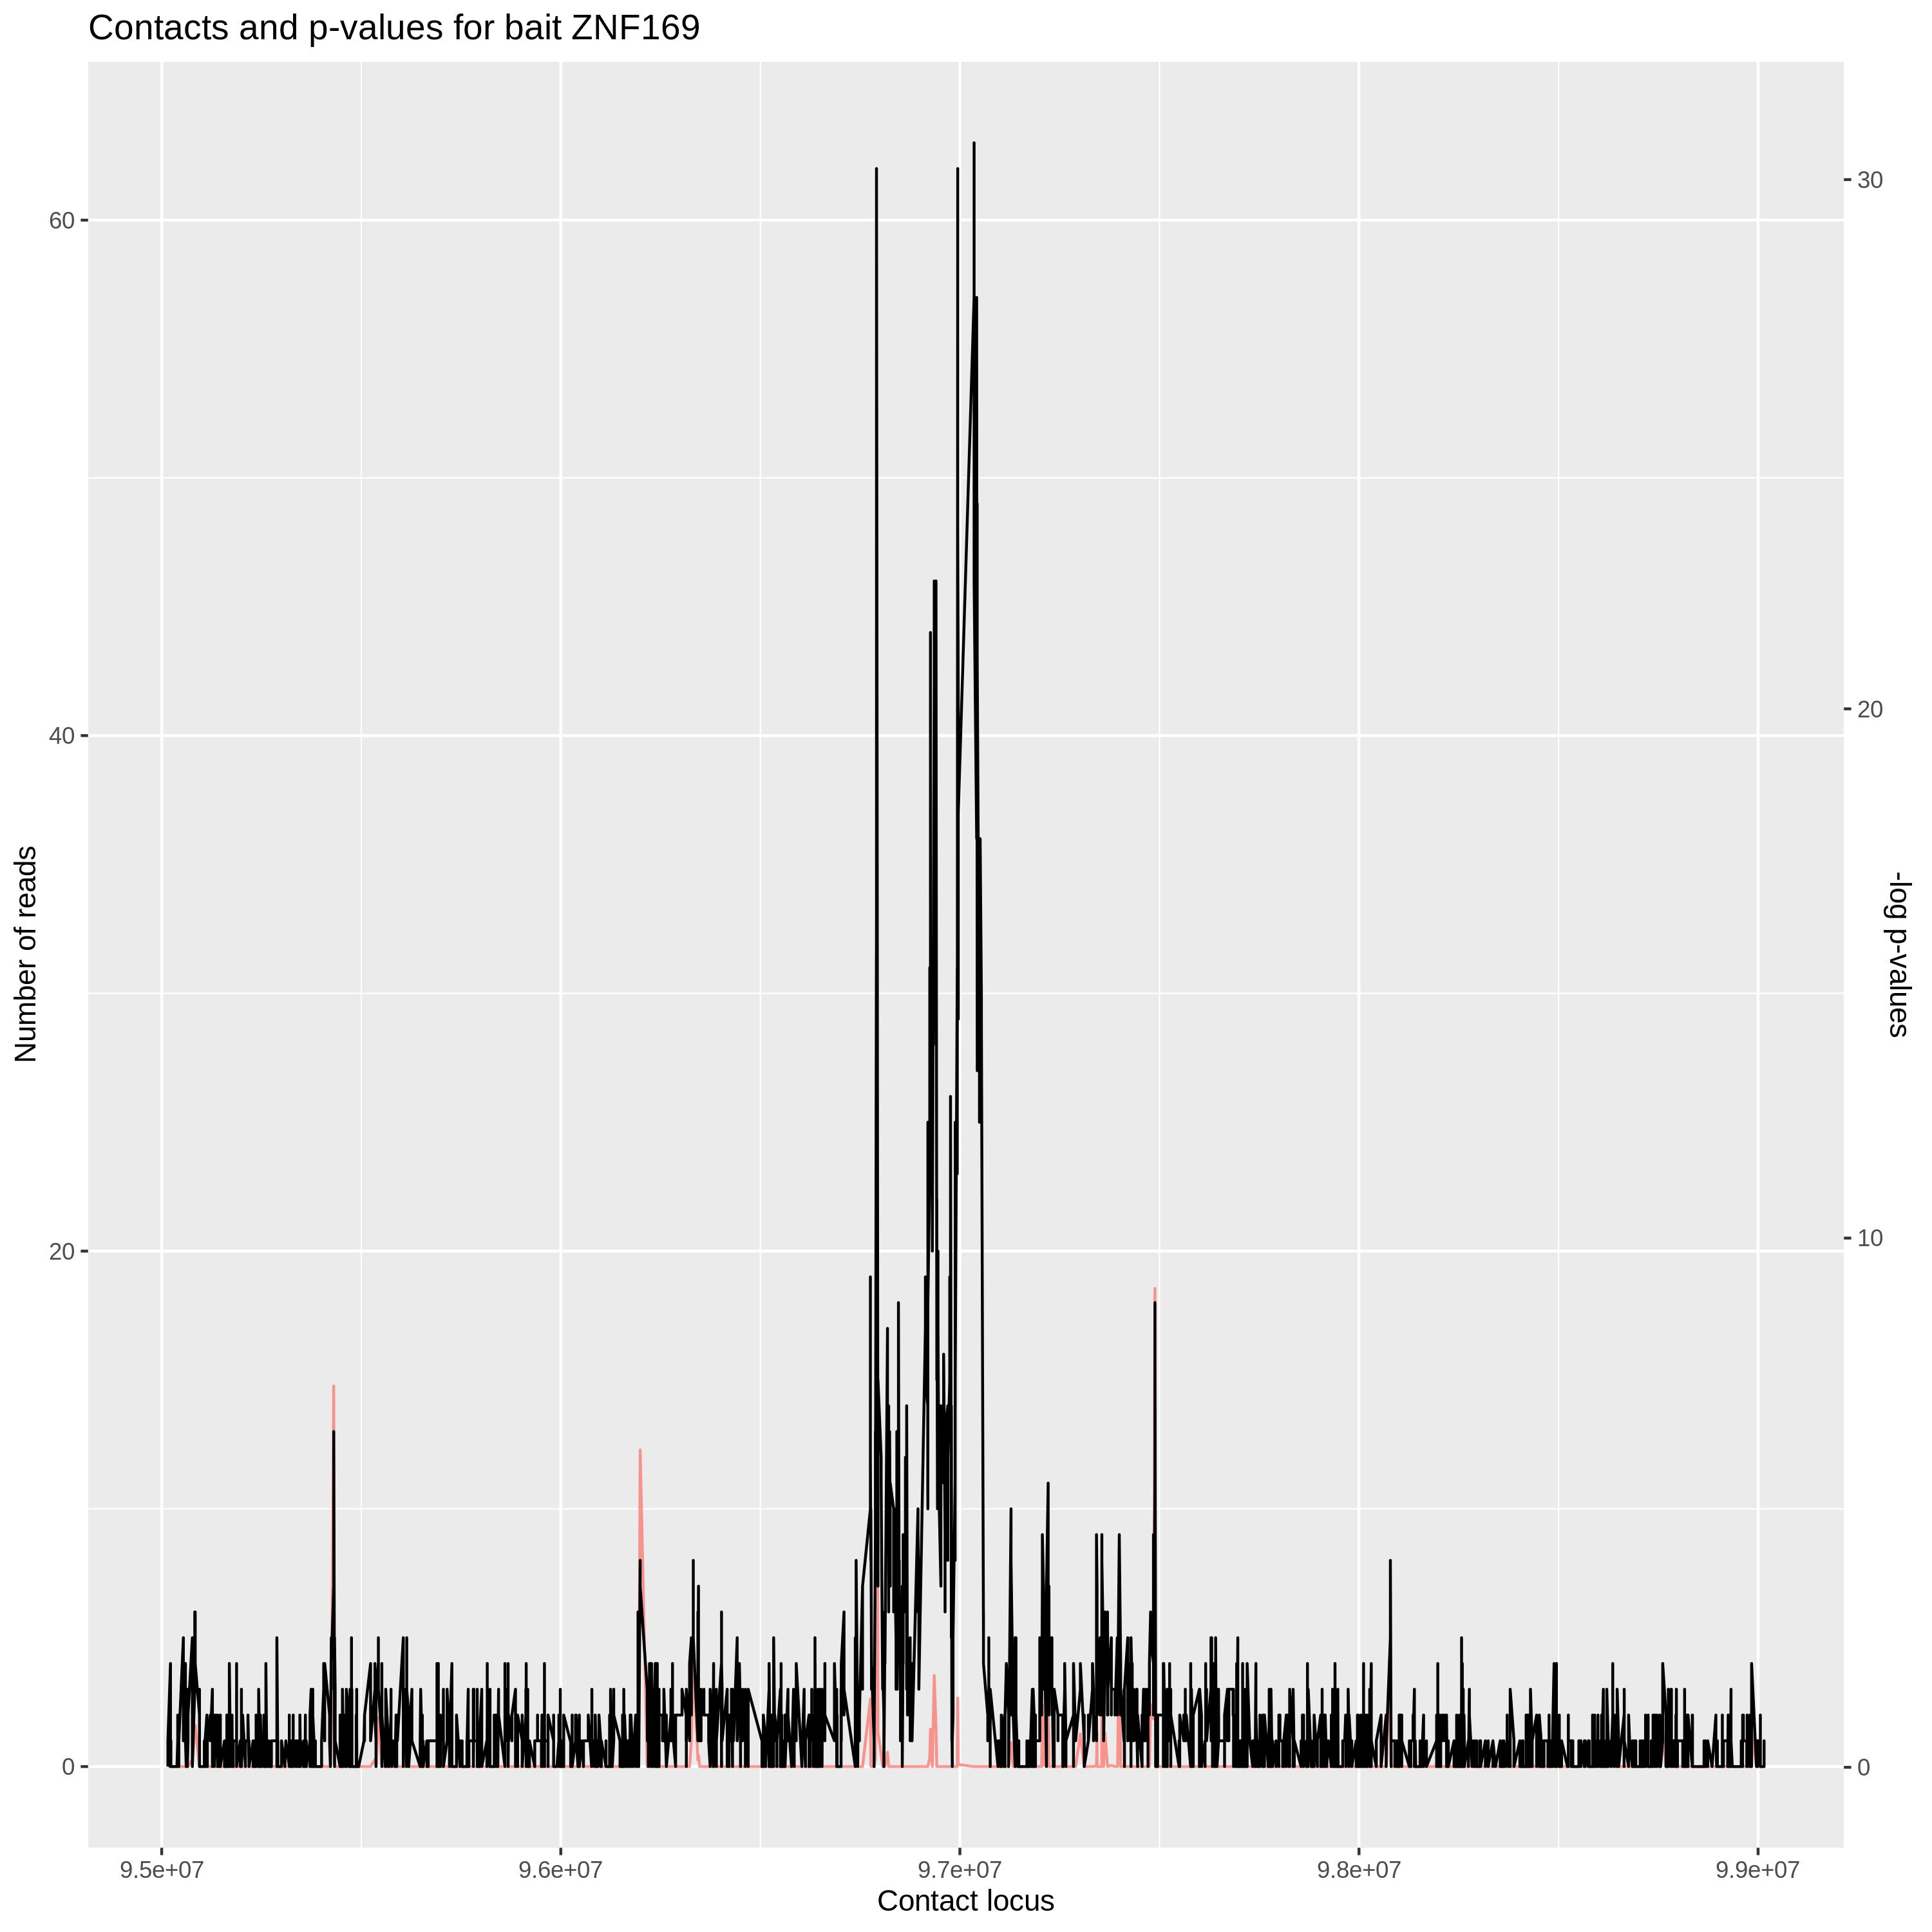 Contacts and p-values for bait ZNF169
60
40
20
0
30
20
10
0
Number of reads
-log p-values
9.5e+07 9.6e+07 9.7e+07 9.8e+07 9.9e+07
Contact locus